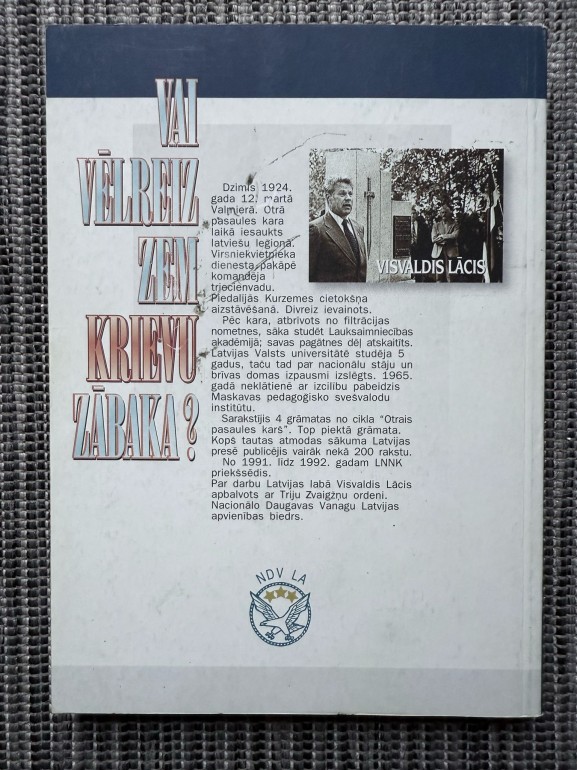 VAI
VĒLREIZ
ZEM
KRIEVU
ZĀBAKA?
VISVALDIS LĀCIS
Dzimis 1924.
gada 12. martā
Valmierā. Otrā
pasaules kara
laikā iesaukts
latviešu leģionā.
Virsniekvietnieka
dienesta pakāpē
komandēja
triecienvadu.
Piedalījās Kurzemes cietokšņa
aizstāvēšanā. Divreiz ievainots.
Pēc kara, atbrīvots no filtrācijas
nometnes, sāka studēt Lauksaimniecības
akadēmijā; savas pagātnes dēļ atskaitīts.
Latvijas Valsts universitātē studēja 5
gadus, taču tad par nacionālu stāju un
brīvas domas izpausmi izslēgts. 1965.
gadā neklātienē ar izcilību pabeidzis
Maskavas pedagoģisko svešvalodu
institūtu.
Sarakstījis 4 grāmatas no cikla "Otrais
pasaules karš". Top piektā grāmata.
Kopš tautas atmodas sākuma Latvijas
presē publicējis vairāk nekā 200 rakstu.
No 1991. līdz 1992. gadam LNNK
priekšsēdis.
Par darbu Latvijas labā Visvaldis Lācis
apbalvots ar Triju Zvaigžņu ordeni.
Nacionālo Daugavas Vanagu Latvijas
apvienības biedrs.
NDV LA